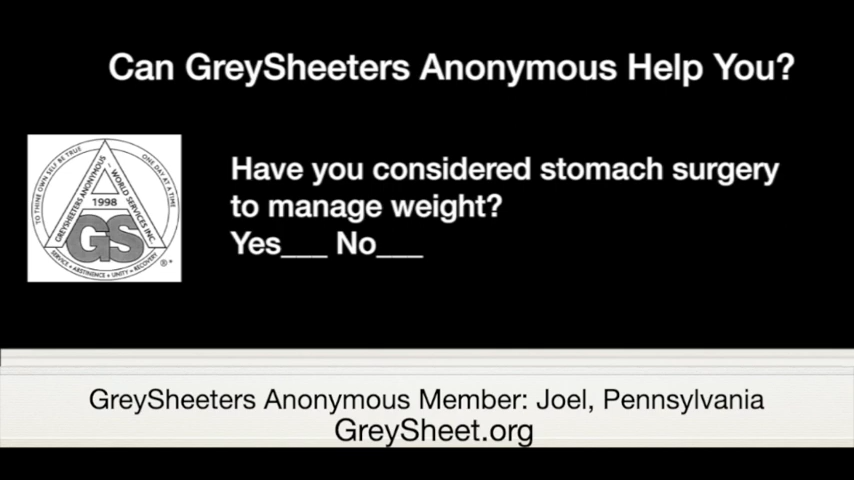 Can GreySheeters Anonymous Help You?
TO THINE OWN SELF BE TRUE
ONE DAY AT A TIME
GREYSHEETERS ANONYMOUS
WORLD SERVICES INC.
1998
GS
SERVICE • ABSTINENCE • UNITY • RECOVERY
®
Have you considered stomach surgery
to manage weight?
Yes___ No___
GreySheeters Anonymous Member: Joel, Pennsylvania
GreySheet.org